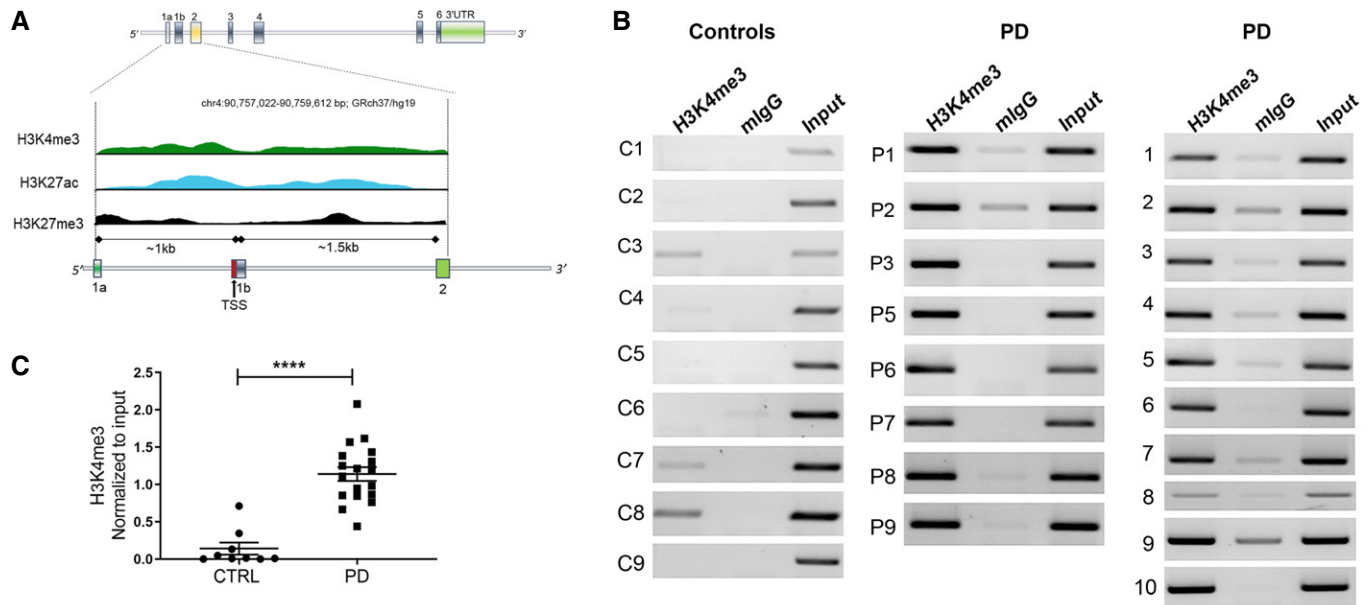 A
1a 1b 2 3 4 5 6 3'UTR
5' 3'
chr4:90,757,022-90,759,612 bp; GRch37/hg19
H3K4me3
H3K27ac
H3K27me3
~1kb ~1.5kb
5' 3'
1a 1b 2
TSS
B
Controls
H3K4me3 mIgG Input
C1
C2
C3
C4
C5
C6
C7
C8
C9
PD
H3K4me3 mIgG Input
P1
P2
P3
P5
P6
P7
P8
P9
PD
H3K4me3 mIgG Input
1
2
3
4
5
6
7
8
9
10
C
****
H3K4me3
Normalized to input
2.5
2.0
1.5
1.0
0.5
0.0
CTRL PD